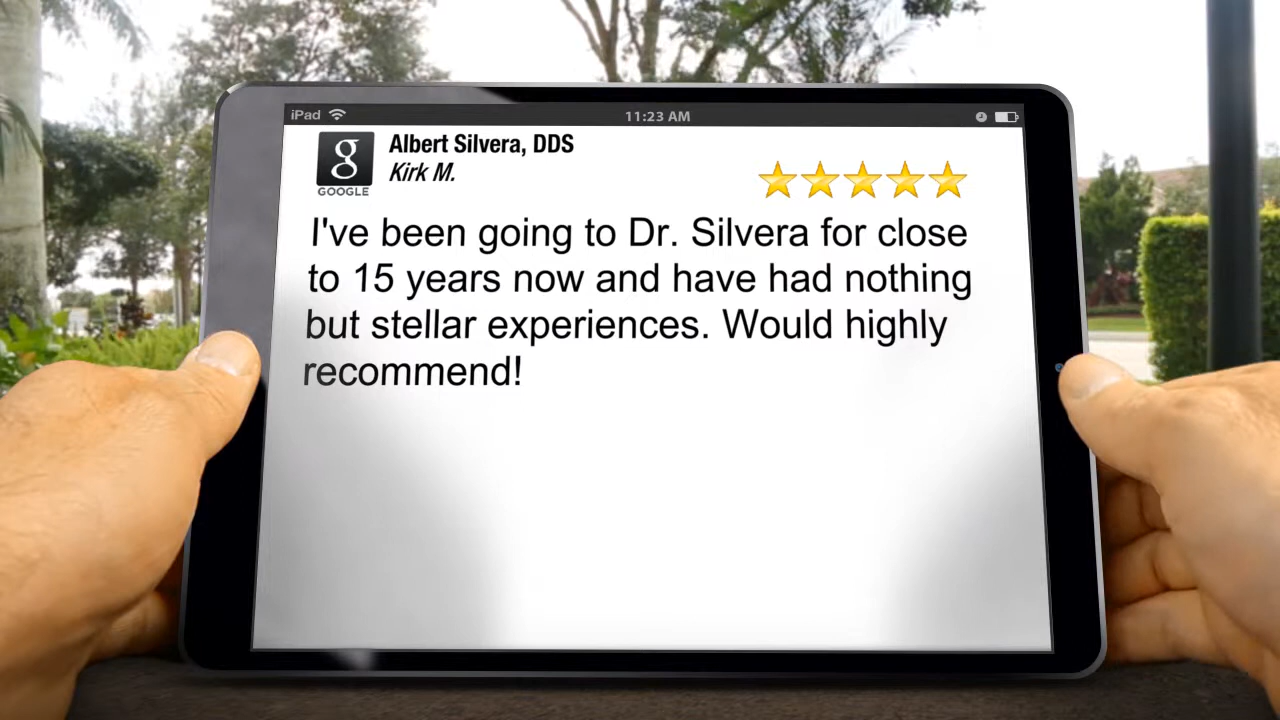 iPad 11:23 AM
g
GOOGLE
Albert Silvera, DDS
Kirk M.
I've been going to Dr. Silvera for close
to 15 years now and have had nothing
but stellar experiences. Would highly
recommend!